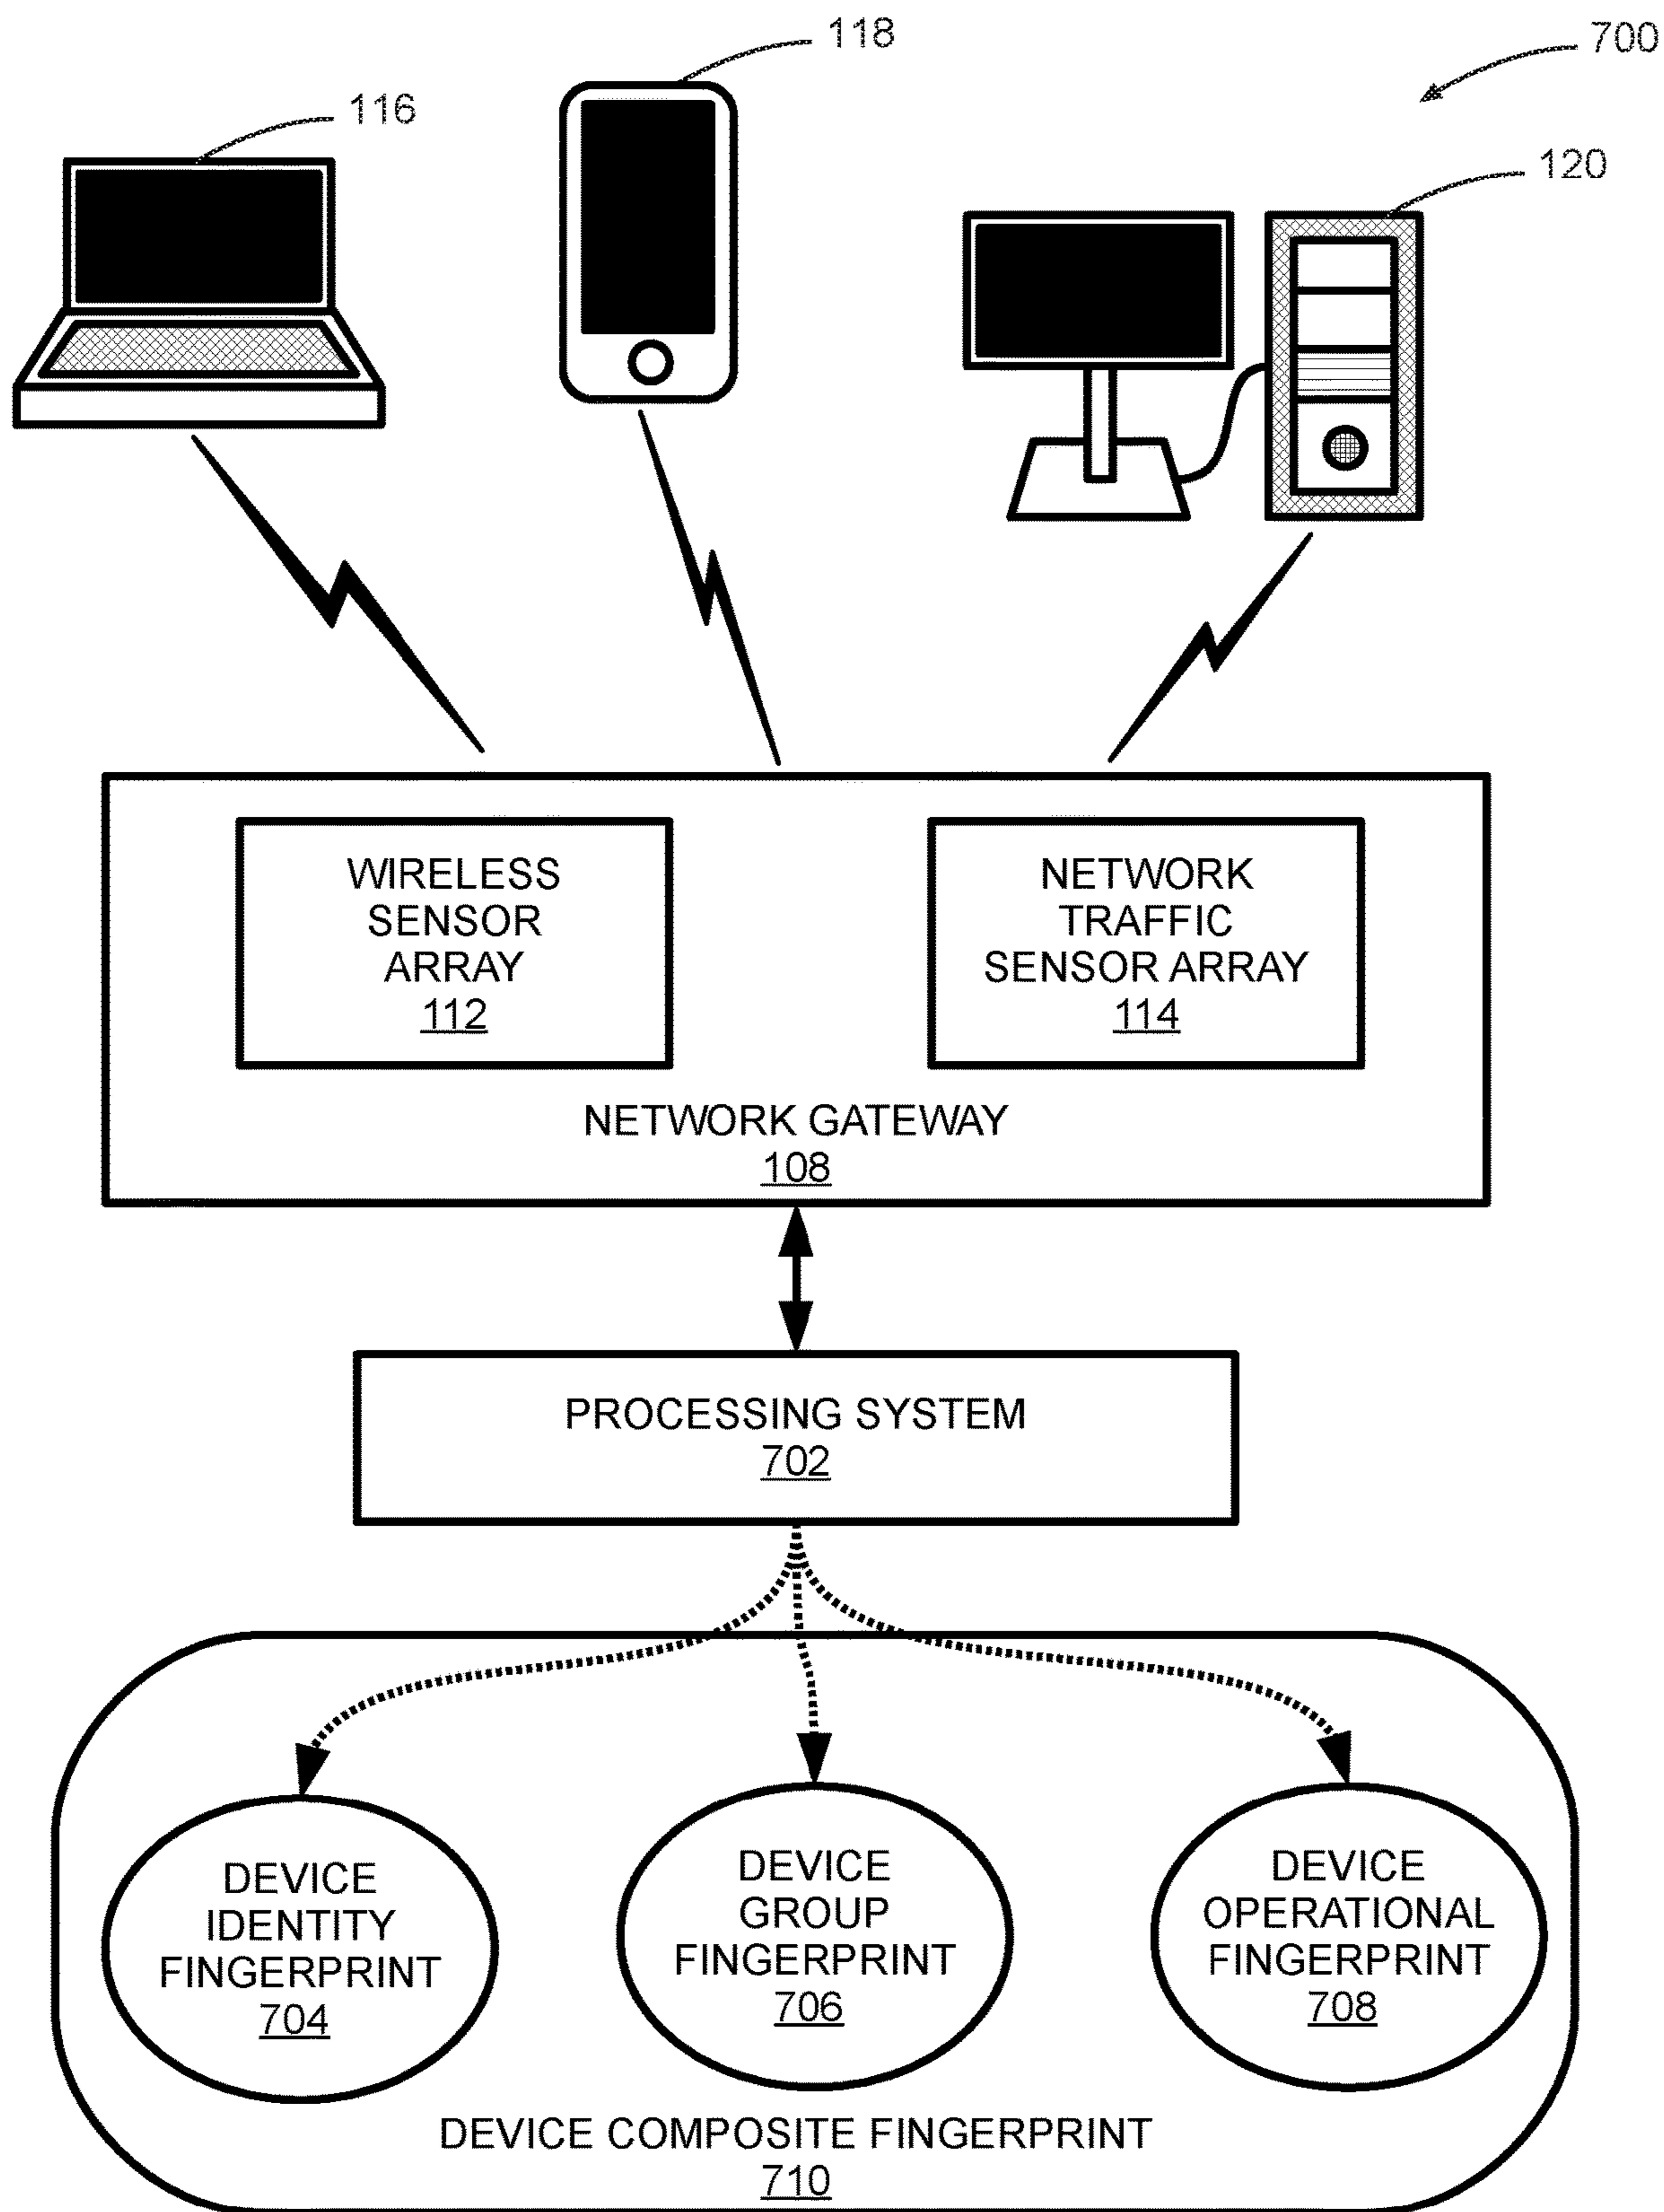 118
700
116
120
WIRELESS
SENSOR
ARRAY
112
NETWORK
TRAFFIC
SENSOR ARRAY
114
NETWORK GATEWAY
108
PROCESSING SYSTEM
702
DEVICE
IDENTITY
FINGERPRINT
704
DEVICE
GROUP
FINGERPRINT
706
DEVICE
OPERATIONAL
FINGERPRINT
708
DEVICE COMPOSITE FINGERPRINT
710